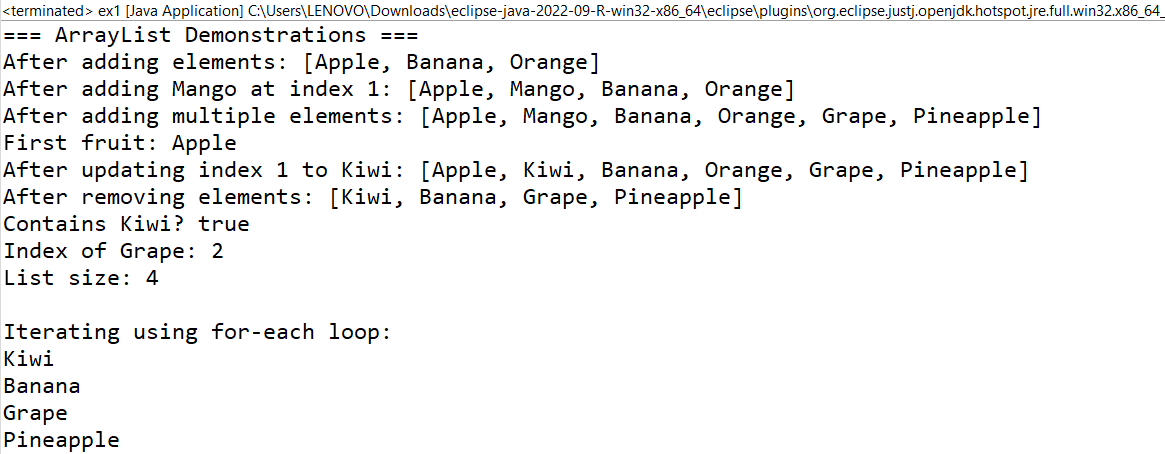 <terminated> ex1 [Java Application] C:\Users\LENOVO\Downloads\eclipse-java-2022-09-R-win32-x86_64\eclipse\plugins\org.eclipse.justj.openjdk.hotspot.jre.full.win32.x86_64_
=== ArrayList Demonstrations ===
After adding elements: [Apple, Banana, Orange]
After adding Mango at index 1: [Apple, Mango, Banana, Orange]
After adding multiple elements: [Apple, Mango, Banana, Orange, Grape, Pineapple]
First fruit: Apple
After updating index 1 to Kiwi: [Apple, Kiwi, Banana, Orange, Grape, Pineapple]
After removing elements: [Kiwi, Banana, Grape, Pineapple]
Contains Kiwi? true
Index of Grape: 2
List size: 4
Iterating using for-each loop:
Kiwi
Banana
Grape
Pineapple